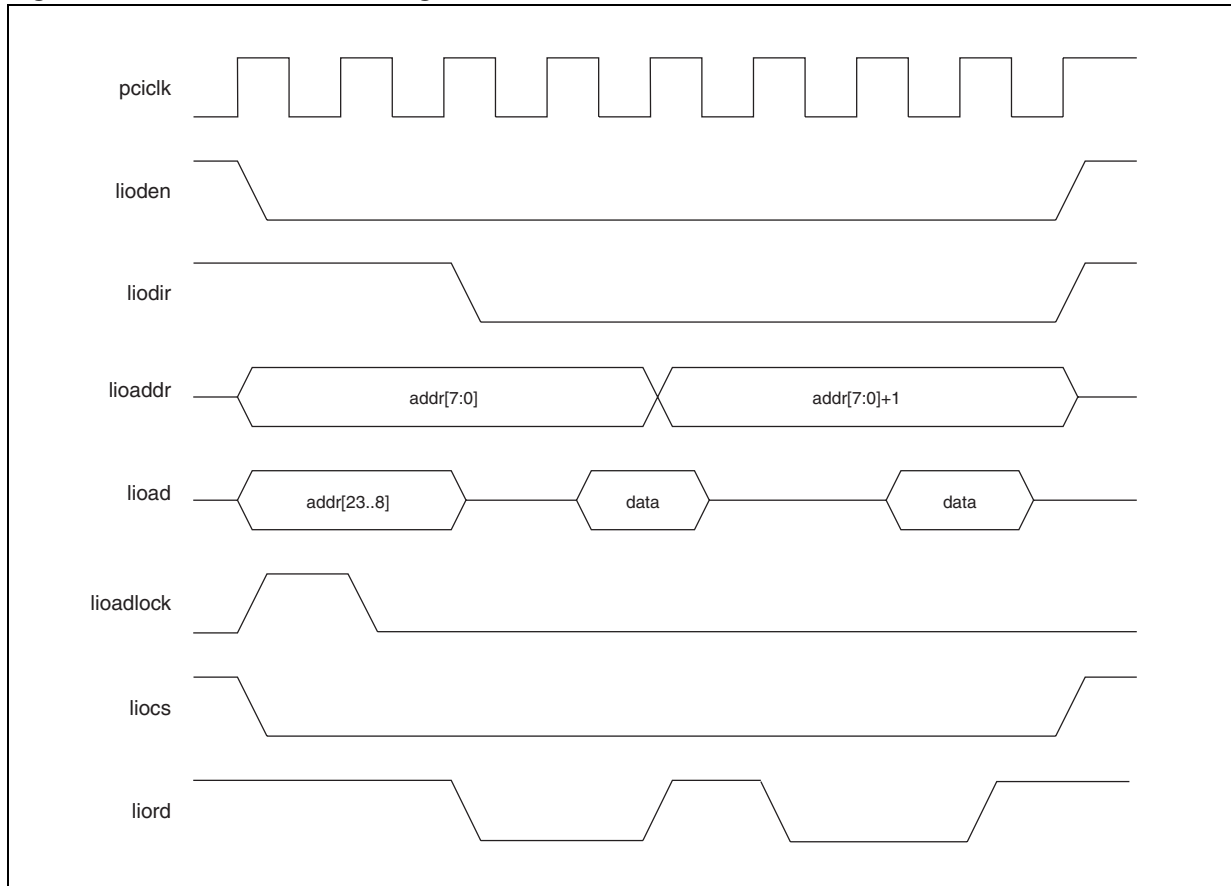 pciclk
lioden
liodir
lioaddr
addr[7:0]
addr[7:0]+1
lioad
addr[23..8]
data
data
lioadlock
liocs
liord